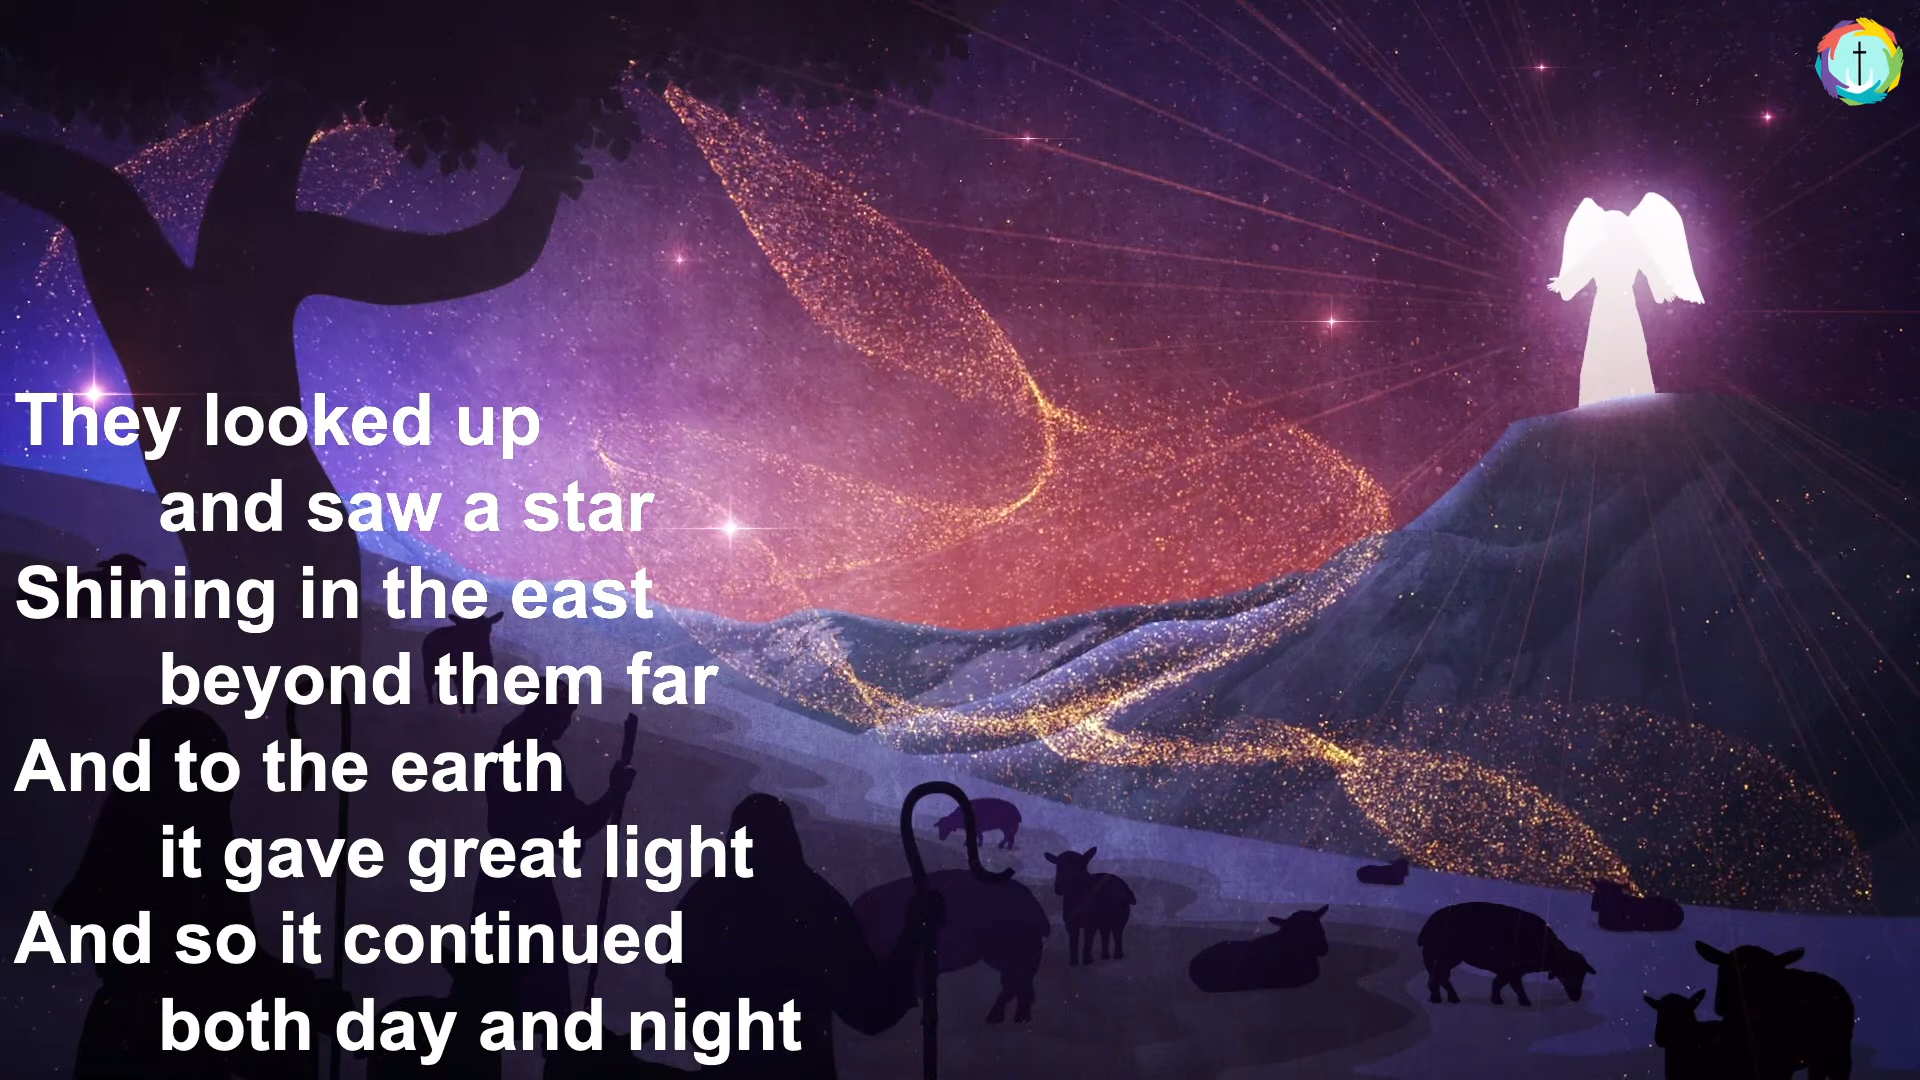 They looked up
and saw a star
Shining in the east
beyond them far
And to the earth
it gave great light
And so it continued
both day and night